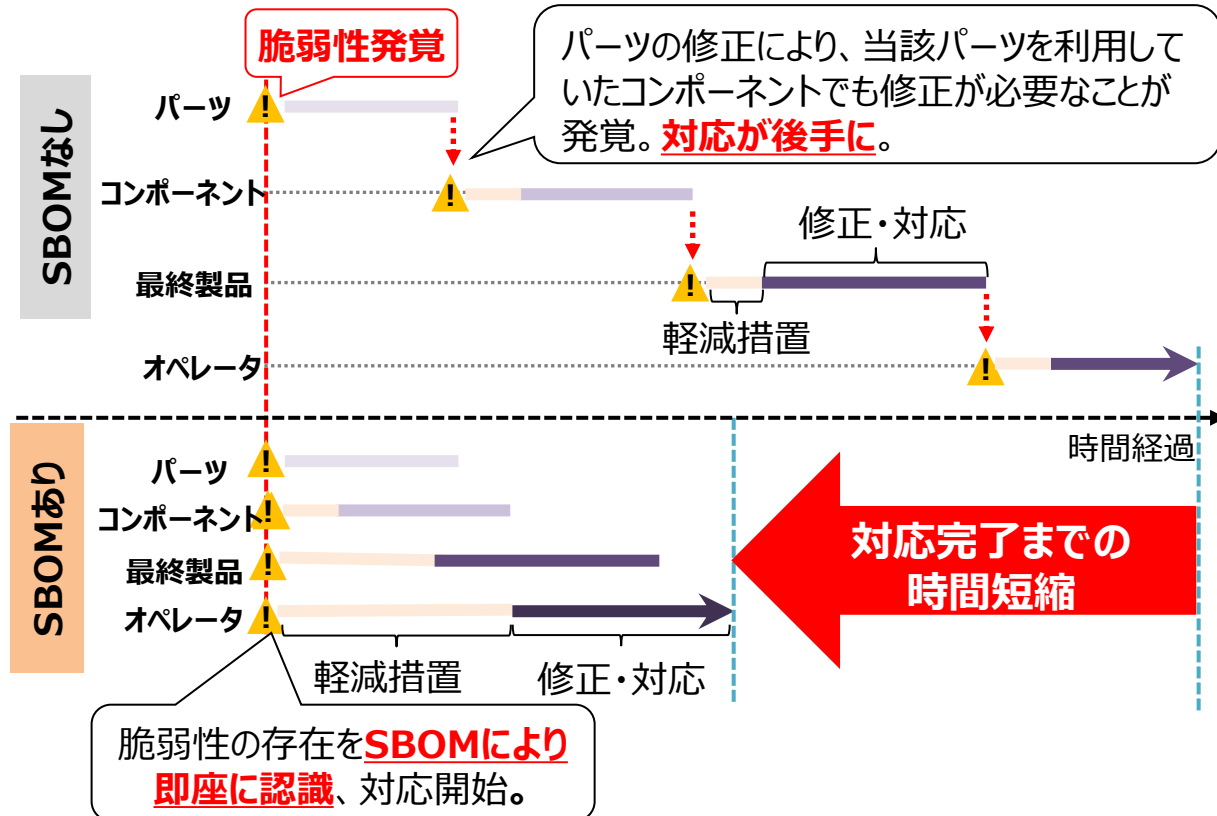 脆弱性発覚
パーツの修正により、当該パーツを利用して
いたコンポーネントでも修正が必要なことが
発覚。対応が後手に。
SBOMなし
パーツ
!
コンポーネント
!
修正・対応
最終製品
!
軽減措置
オペレータ
!
時間経過
SBOMあり
パーツ
!
コンポーネント
!
最終製品
!
オペレータ
!
対応完了までの
時間短縮
軽減措置
修正・対応
脆弱性の存在をSBOMにより
即座に認識、対応開始。